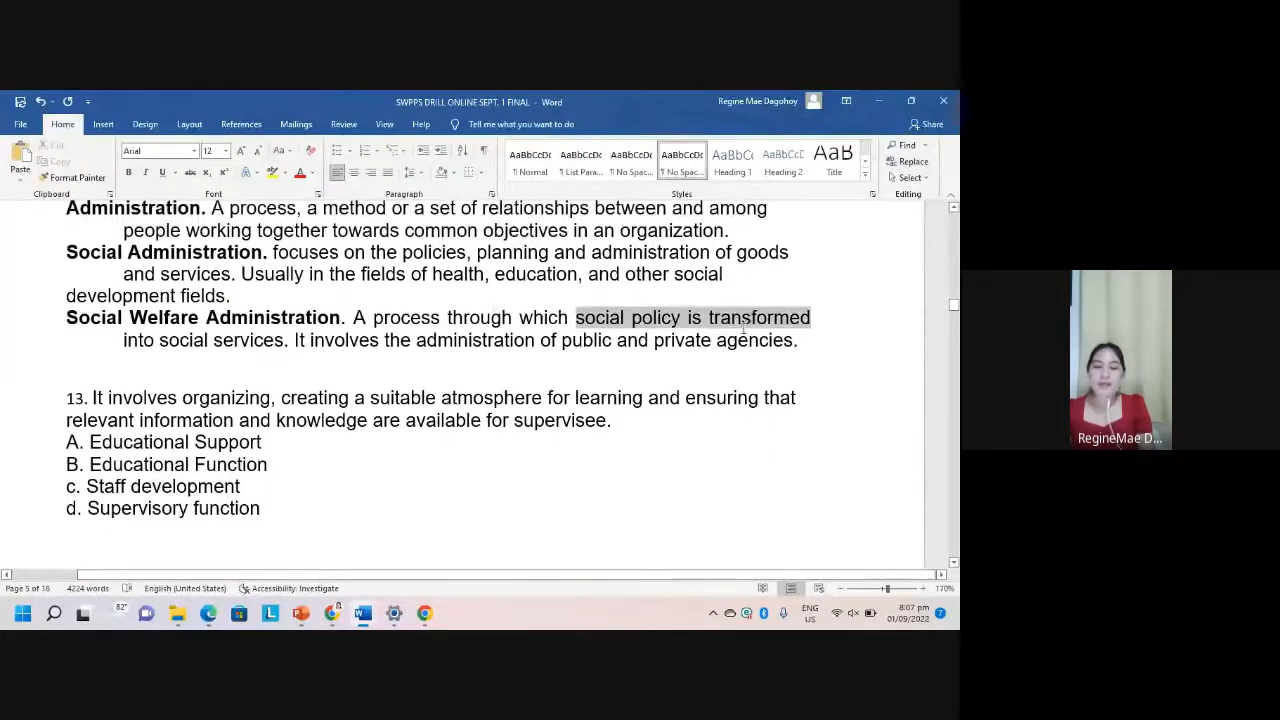 SWPPS DRILL ONLINE SEPT. 1 FINAL - Word
Regine Mae Dagohoy
File Home Insert Design Layout References Mailings Review View Help Tell me what you want to do Share
Paste
Cut
Copy
Format Painter
Clipboard
Arial 12
Font
Paragraph
AaBbCcDc AaBbCcDc AaBbCcDc AaBbCcDc AaBbCc AaBbCcC AaB
¶ Normal ¶ List Para... ¶ No Spac... ¶ No Spac... Heading 1 Heading 2 Title
Styles
Find
Replace
Select
Editing
Administration. A process, a method or a set of relationships between and among
people working together towards common objectives in an organization.
Social Administration. focuses on the policies, planning and administration of goods
and services. Usually in the fields of health, education, and other social
development fields.
Social Welfare Administration. A process through which social policy is transformed
into social services. It involves the administration of public and private agencies.
13. It involves organizing, creating a suitable atmosphere for learning and ensuring that
relevant information and knowledge are available for supervisee.
A. Educational Support
B. Educational Function
c. Staff development
d. Supervisory function
RegineMae D...
Page 5 of 18 4224 words English (United States) Accessibility: Investigate 170%
82°
ENG
US
8:07 pm
01/09/2022
7